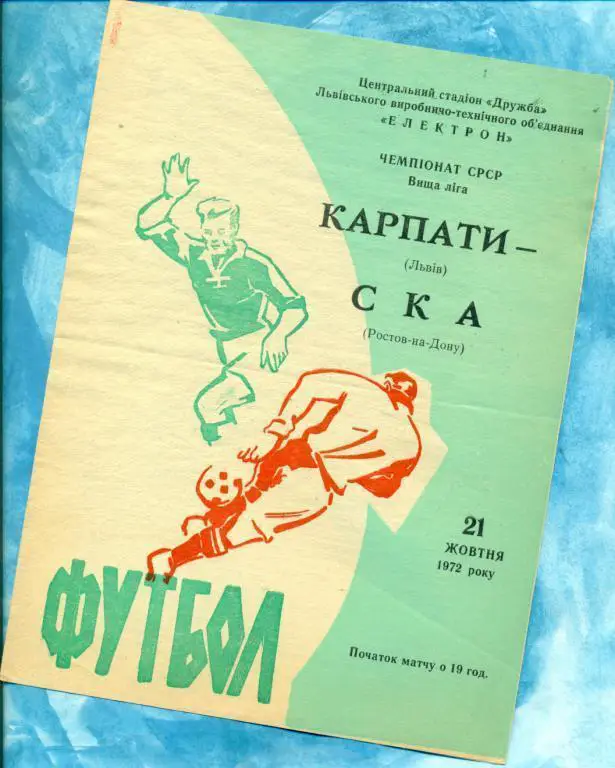 Центральний стадіон «Дружба»
Львівського виробничо-технічного об'єднання
«ЕЛЕКТРОН»
ЧЕМПІОНАТ СРСР
Вища ліга
КАРПАТИ –
(Львів)
СКА
(Ростов-на-Дону)
21
ЖОВТНЯ
1972 року
Початок матчу о 19 год.
ФУТБОЛ